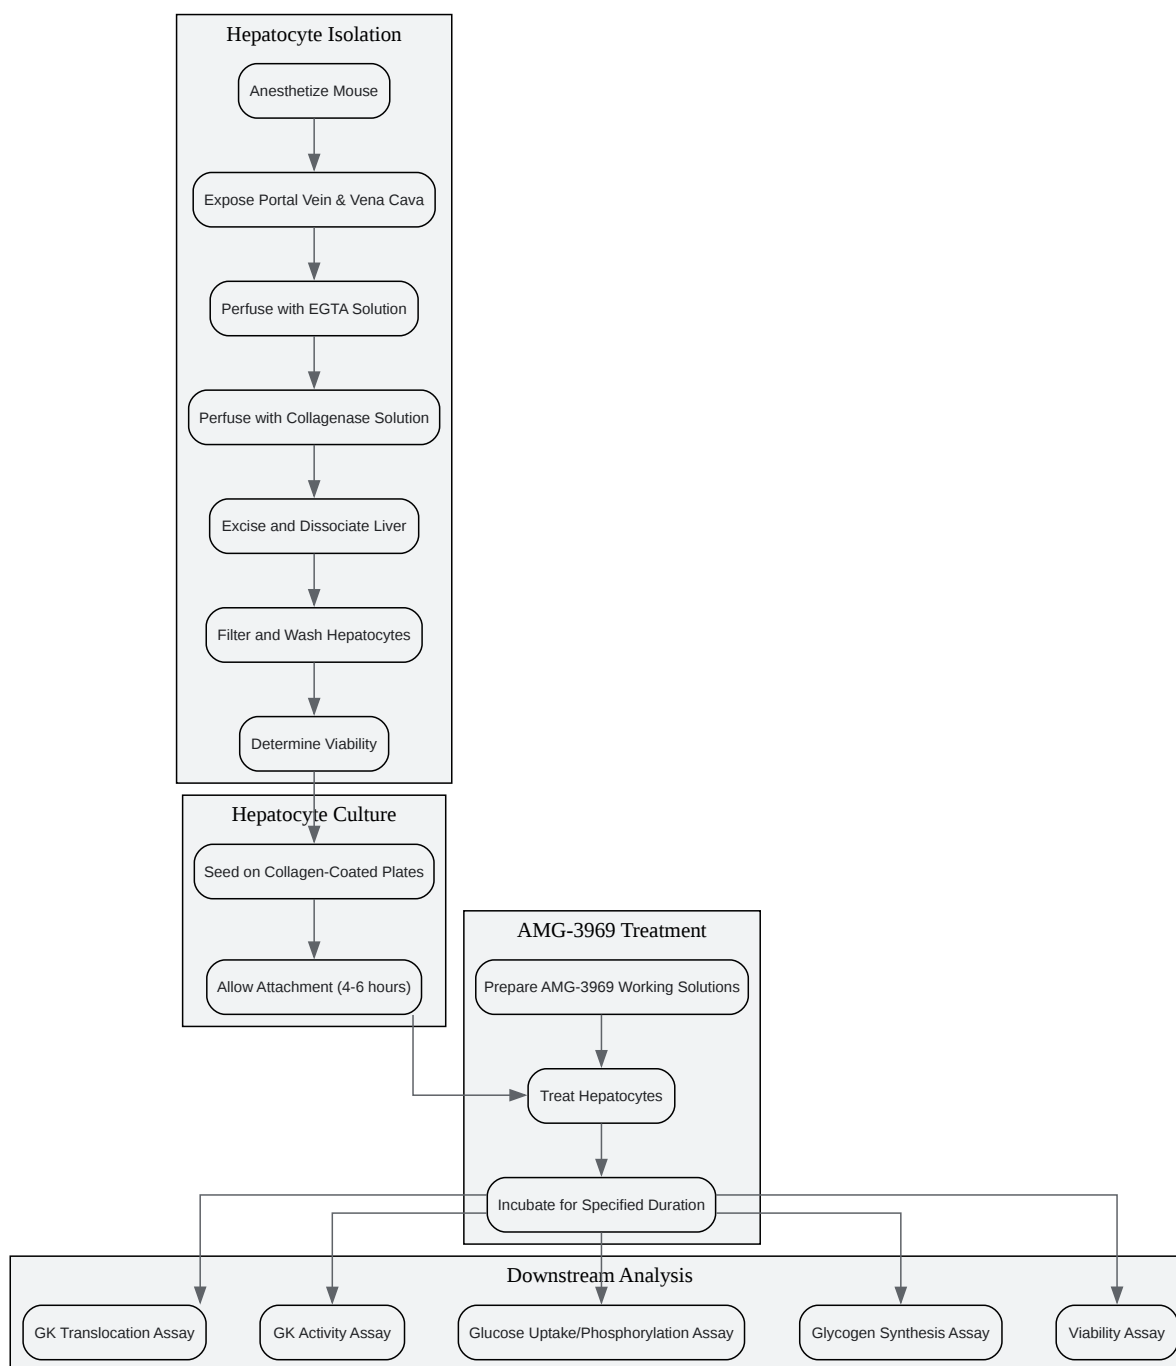 Hepatocyte Isolation
Anesthetize Mouse
Expose Portal Vein & Vena Cava
Perfuse with EGTA Solution
Perfuse with Collagenase Solution
Excise and Dissociate Liver
Filter and Wash Hepatocytes
Determine Viability
Hepatocyte Culture
Seed on Collagen-Coated Plates
Allow Attachment (4-6 hours)
AMG-3969 Treatment
Prepare AMG-3969 Working Solutions
Treat Hepatocytes
Incubate for Specified Duration
Downstream Analysis
GK Translocation Assay
GK Activity Assay
Glucose Uptake/Phosphorylation Assay
Glycogen Synthesis Assay
Viability Assay